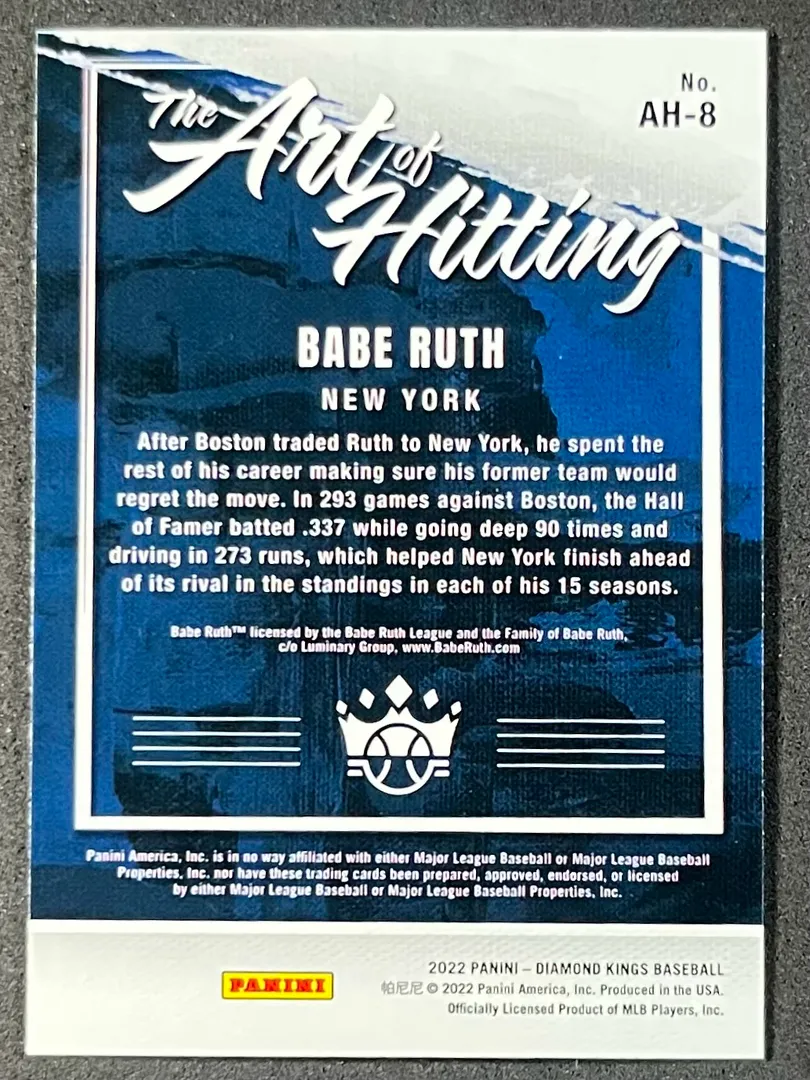 No.
AH-8
The Art of
Hitting
BABE RUTH
NEW YORK
After Boston traded Ruth to New York, he spent the
rest of his career making sure his former team would
regret the move. In 293 games against Boston, the Hall
of Famer batted .337 while going deep 90 times and
driving in 273 runs, which helped New York finish ahead
of its rival in the standings in each of his 15 seasons.
Babe Ruth™ licensed by the Babe Ruth League and the Family of Babe Ruth,
c/o Luminary Group, www.BabeRuth.com
Panini America, Inc. is in no way affiliated with either Major League Baseball or Major League Baseball
Properties, Inc. nor have these trading cards been prepared, approved, endorsed, or licensed
by either Major League Baseball or Major League Baseball Properties, Inc.
PANINI
2022 PANINI – DIAMOND KINGS BASEBALL
帕尼尼 © 2022 Panini America, Inc. Produced in the USA.
Officially Licensed Product of MLB Players, Inc.